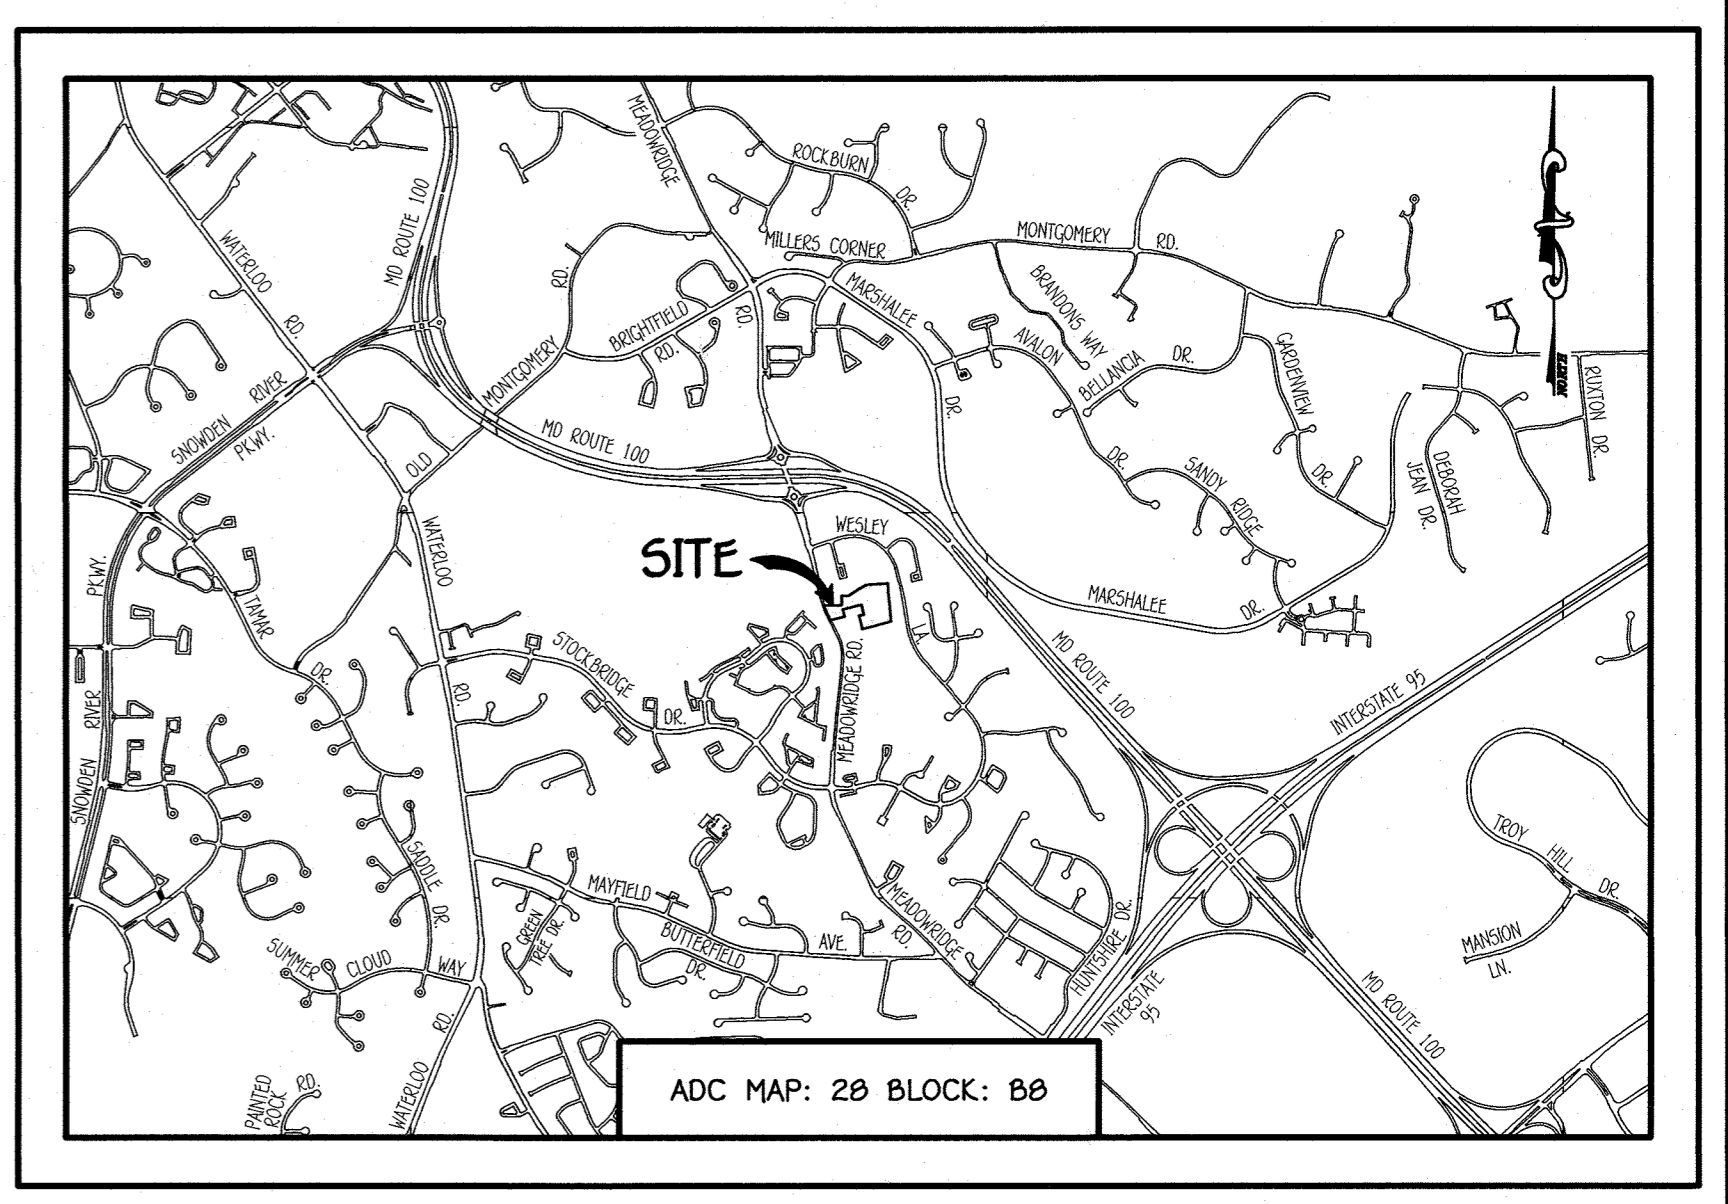 MEADOWRIDGE
RD.
ROCKBURN
DR.
MD ROUTE 100
WATERLOO
RD.
MILLERS CORNER
MONTGOMERY
RD.
MARSHALEE
DR.
BRANDONS WAY
RD.
BRIGHTFIELD
RD.
MONTGOMERY
AVALON
DR.
BELLANCIA
DR.
GARDENVIEW
DR.
RUXTON DR.
SNOWDEN
RIVER
PKWY.
OLD
MD ROUTE 100
SANDY
RIDGE
DEBORAH
JEAN DR.
WATERLOO
RD.
WESLEY
LA.
SITE
PKWY.
RIVER
SNOWDEN
TAMAR
DR.
MARSHALEE
DR.
STOCKBRIDGE
DR.
MEADOWRIDGE RD.
MD ROUTE 100
INTERSTATE 95
SADDLE
DR.
TROY
HILL
DR.
MAYFIELD
AVE.
GREEN
TREE DR.
BUTTERFIELD
DR.
MEADOWRIDGE
RD.
HUNTSHIRE DR.
MANSION
LN.
SUMMER
CLOUD
WAY
INTERSTATE
95
MD ROUTE 100
WATERLOO
RD.
PAINTED
ROCK
RD.
ADC MAP: 28 BLOCK: B8